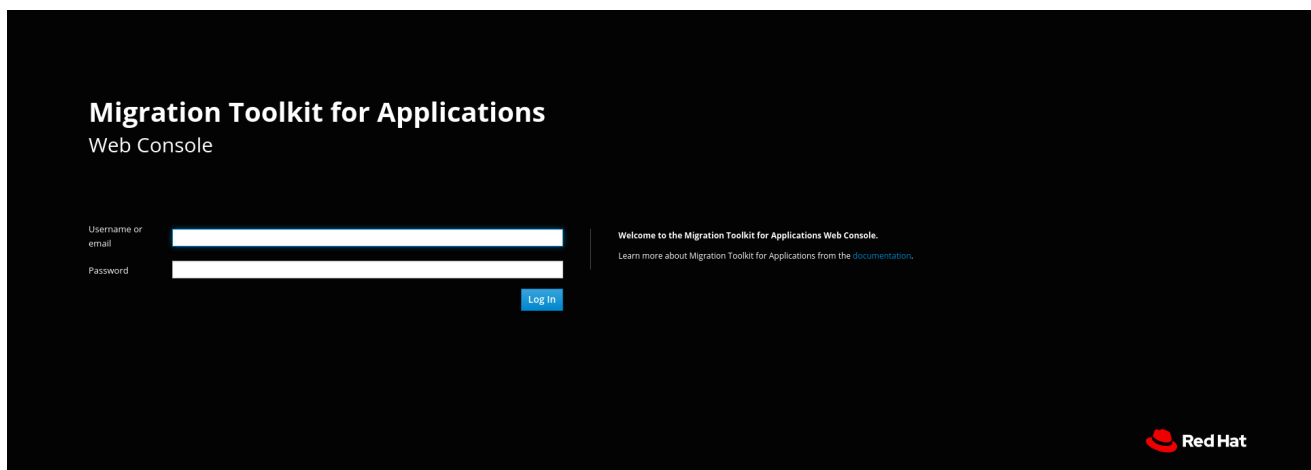 Migration Toolkit for Applications
Web Console
Username or
email
Password
Log In
Welcome to the Migration Toolkit for Applications Web Console.
Learn more about Migration Toolkit for Applications from the documentation.
Red Hat